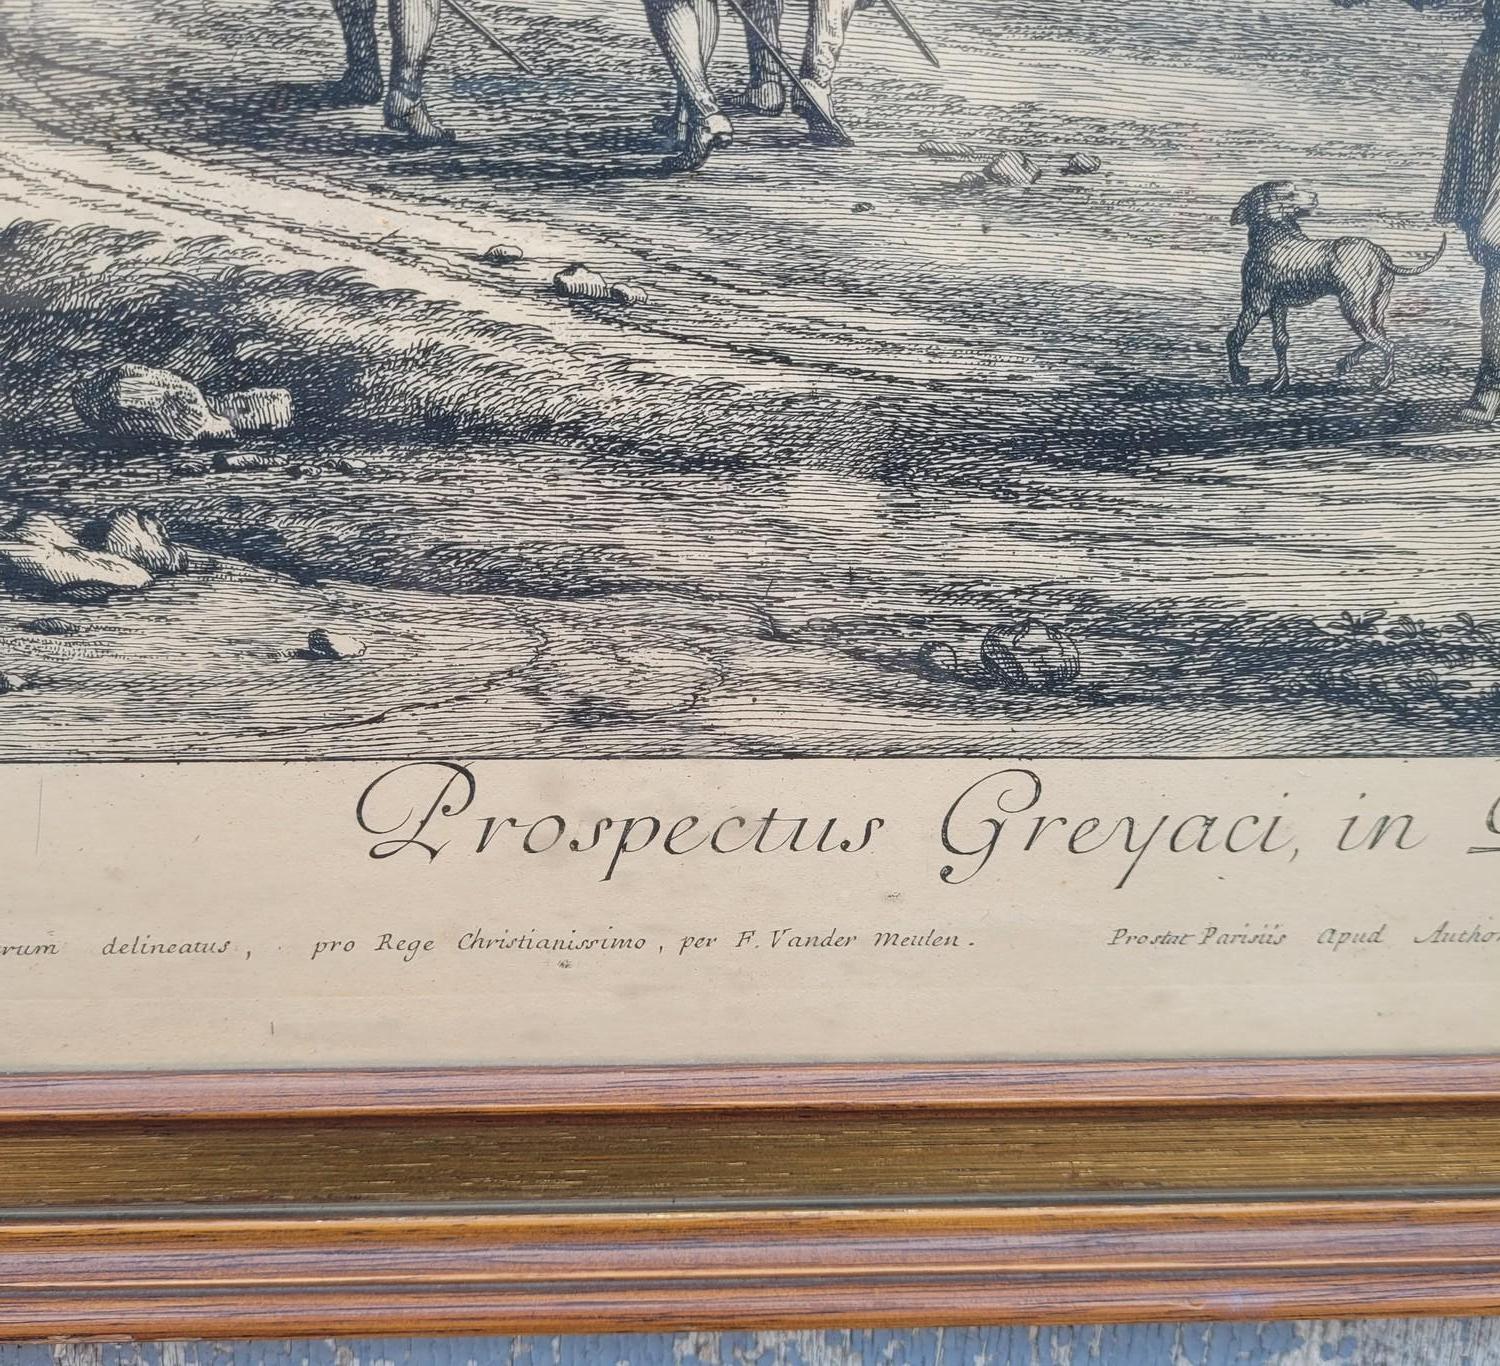 Prospectus Greyaci, in
delineatus, pro Rege Christianissimo, per F. Vander Meulen. Prostat Parisiis Apud